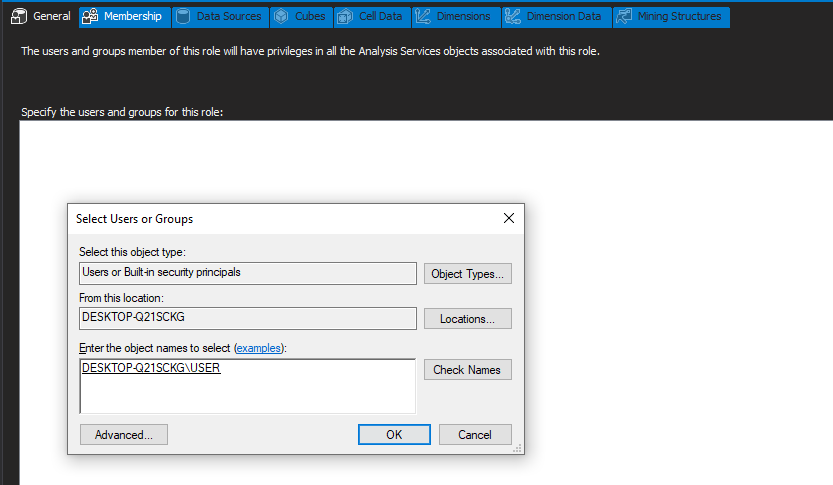 General Membership Data Sources Cubes Cell Data Dimensions Dimension Data Mining Structures
The users and groups member of this role will have privileges in all the Analysis Services objects associated with this role.
Specify the users and groups for this role:
Select Users or Groups
Select this object type:
Users or Built-in security principals Object Types...
From this location:
DESKTOP-Q21SCKG Locations...
Enter the object names to select (examples):
DESKTOP-Q21SCKG\USER Check Names
Advanced... OK Cancel